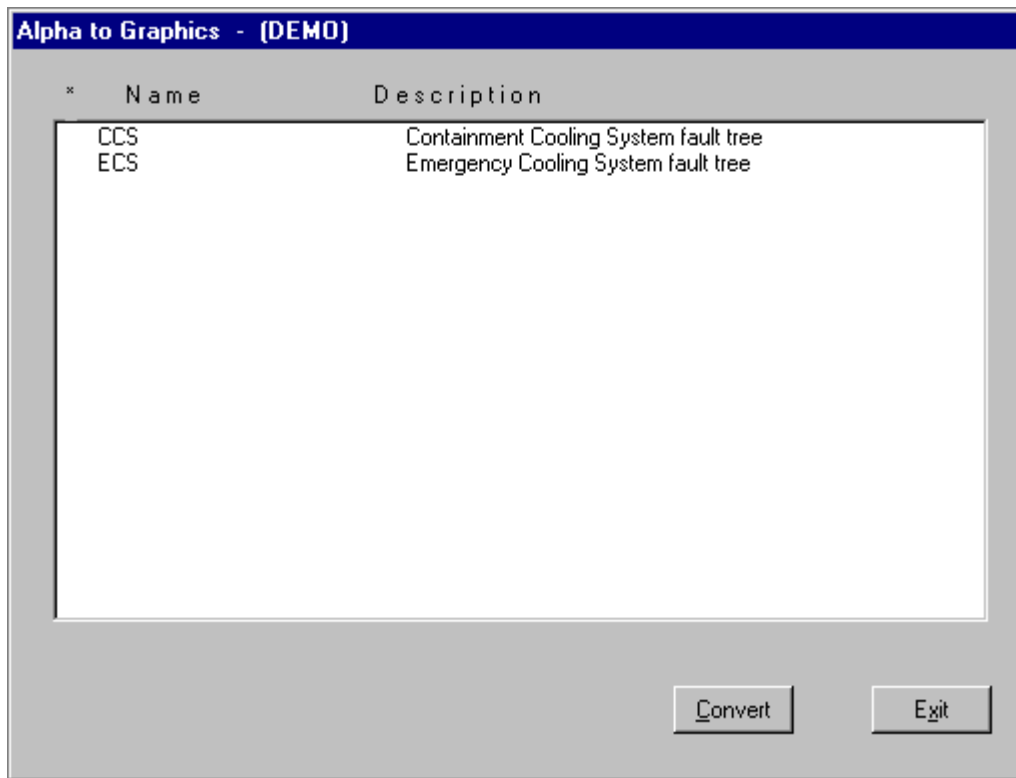 Alpha to Graphics - (DEMO)
* Name Description
CCS Containment Cooling System fault tree
ECS Emergency Cooling System fault tree
Convert Exit